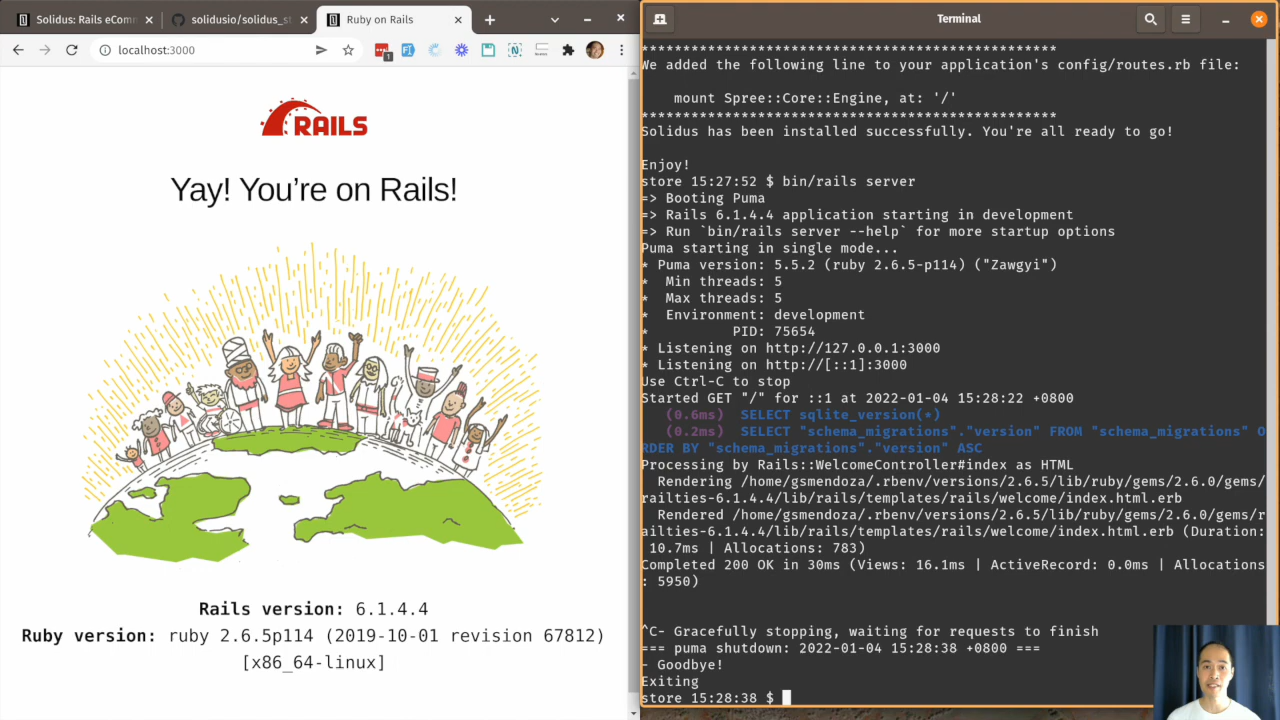 Solidus: Rails eComm
solidusio/solidus_st
Ruby on Rails
localhost:3000
1
RAILS
Yay! You’re on Rails!
Rails version: 6.1.4.4
Ruby version: ruby 2.6.5p114 (2019-10-01 revision 67812)
[x86_64-linux]
Terminal
**************************************************
We added the following line to your application's config/routes.rb file:
mount Spree::Core::Engine, at: '/'
**************************************************
Solidus has been installed successfully. You're all ready to go!
Enjoy!
store 15:27:52 $ bin/rails server
=> Booting Puma
=> Rails 6.1.4.4 application starting in development
=> Run `bin/rails server --help` for more startup options
Puma starting in single mode...
* Puma version: 5.5.2 (ruby 2.6.5-p114) ("Zawgyi")
*  Min threads: 5
*  Max threads: 5
*  Environment: development
*          PID: 75654
* Listening on http://127.0.0.1:3000
* Listening on http://[::1]:3000
Use Ctrl-C to stop
Started GET "/" for ::1 at 2022-01-04 15:28:22 +0800
(0.6ms)  SELECT sqlite_version(*)
(0.2ms)  SELECT "schema_migrations"."version" FROM "schema_migrations" O
RDER BY "schema_migrations"."version" ASC
Processing by Rails::WelcomeController#index as HTML
Rendering /home/gsmendoza/.rbenv/versions/2.6.5/lib/ruby/gems/2.6.0/gems/
railties-6.1.4.4/lib/rails/templates/rails/welcome/index.html.erb
Rendered /home/gsmendoza/.rbenv/versions/2.6.5/lib/ruby/gems/2.6.0/gems/r
ailties-6.1.4.4/lib/rails/templates/rails/welcome/index.html.erb (Duration:
10.7ms | Allocations: 783)
Completed 200 OK in 30ms (Views: 16.1ms | ActiveRecord: 0.0ms | Allocations
: 5950)
^C- Gracefully stopping, waiting for requests to finish
=== puma shutdown: 2022-01-04 15:28:38 +0800 ===
- Goodbye!
Exiting
store 15:28:38 $